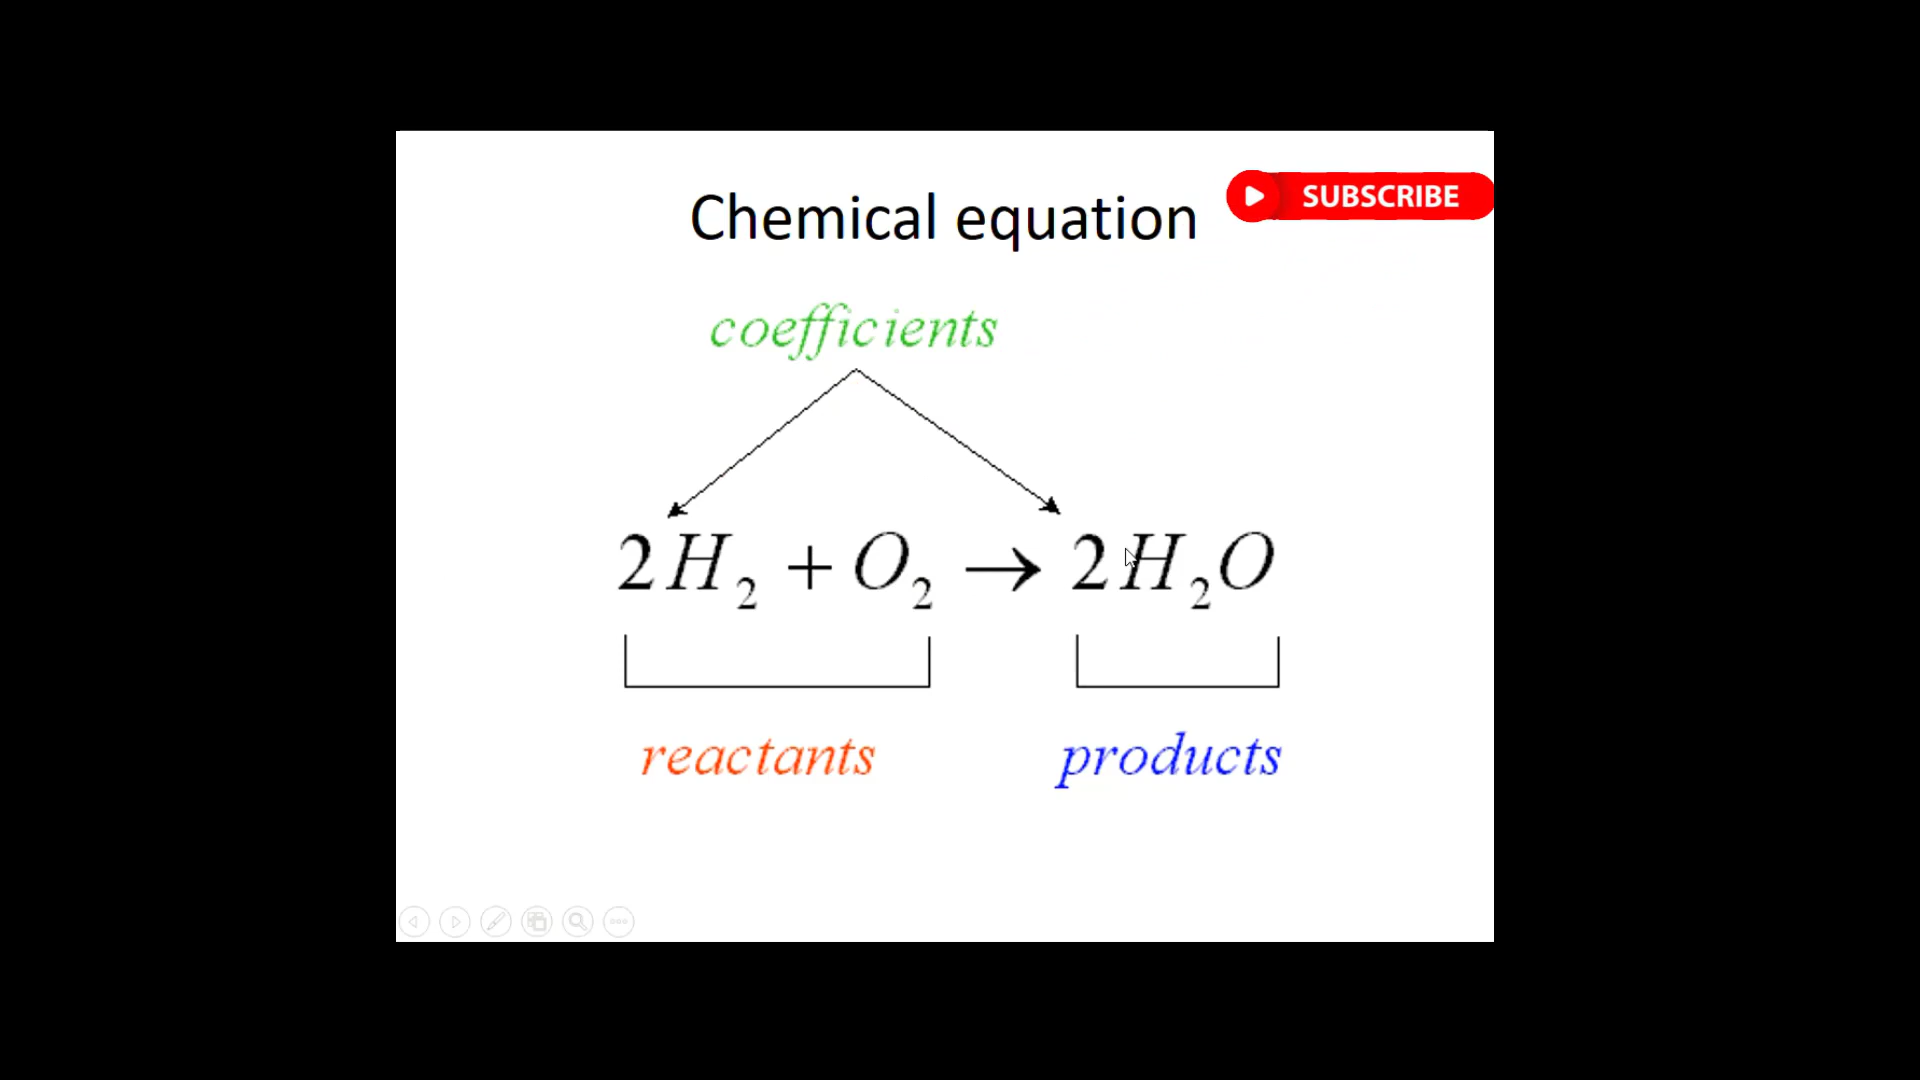 Chemical equation
SUBSCRIBE
coefficients
2H₂ + O₂ → 2H₂O
reactants
products